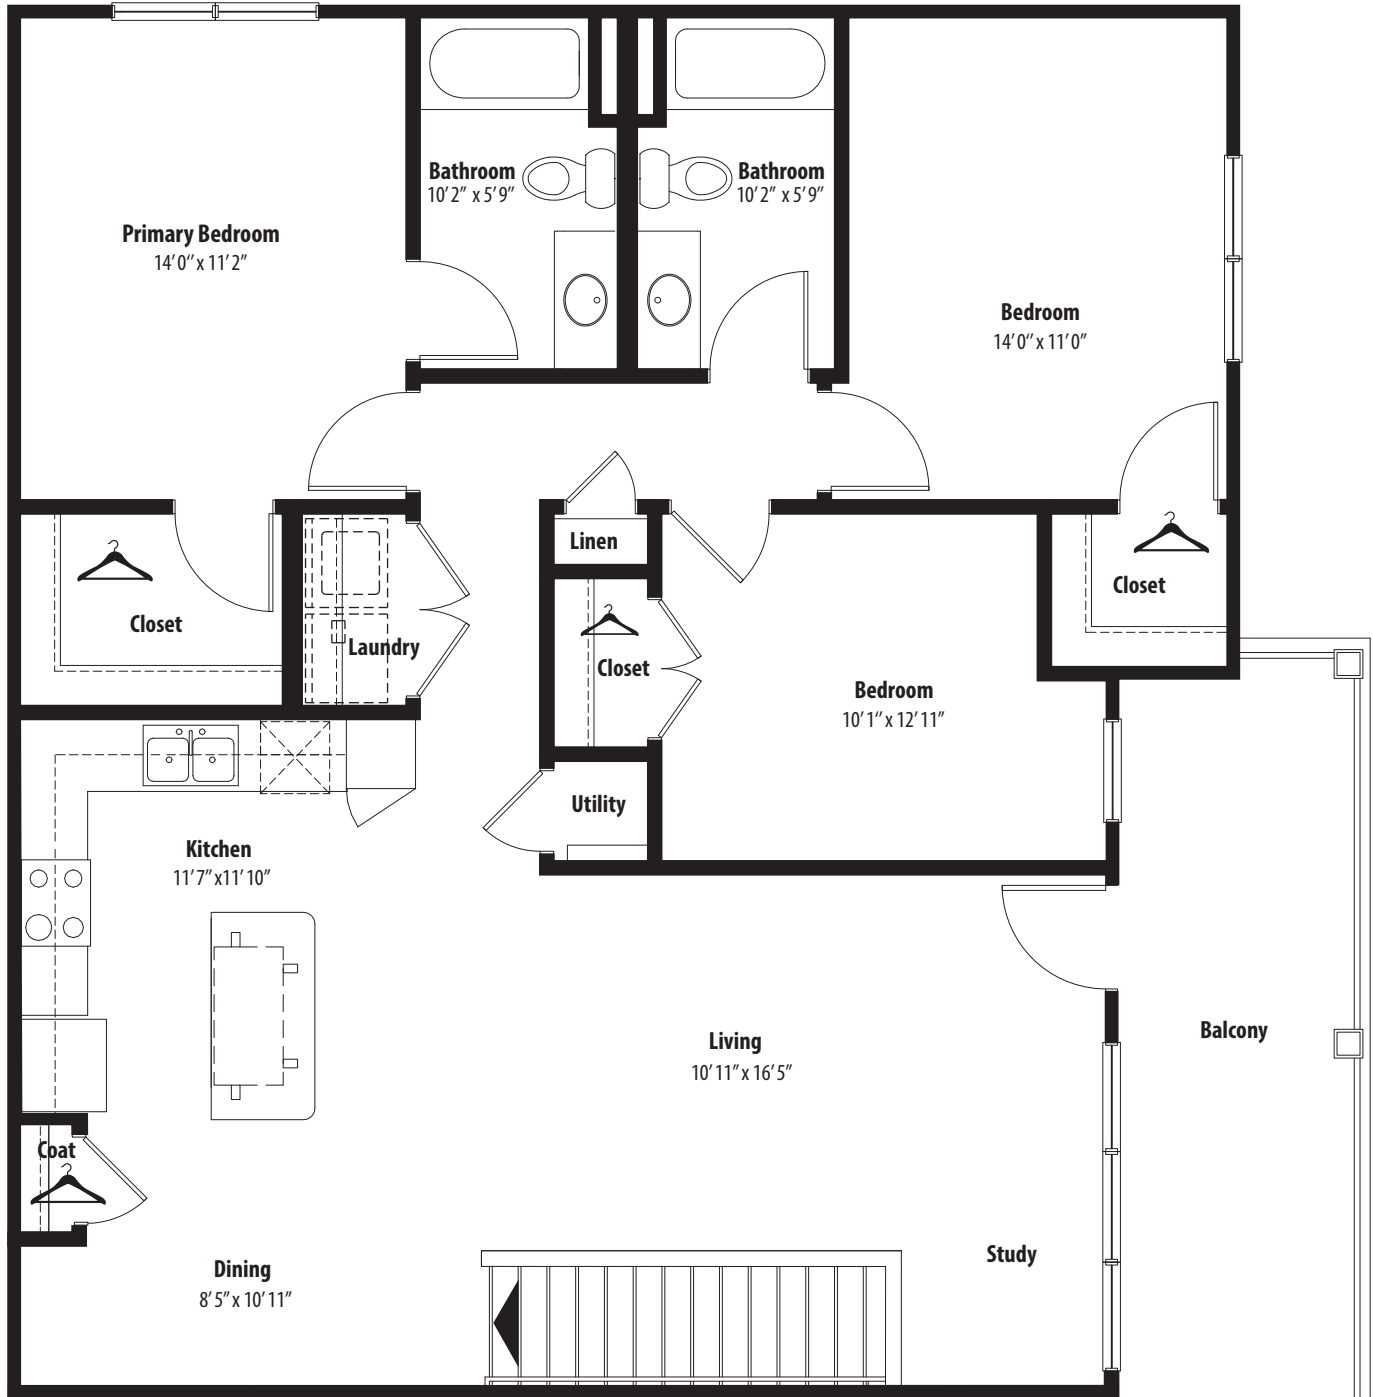 Bathroom
10'2" x 5'9"
Bathroom
10'2" x 5'9"
Primary Bedroom
14'0" x 11'2"
Bedroom
14'0" x 11'0"
Linen
Closet
Closet
Laundry
Closet
Bedroom
10'1" x 12'11"
Utility
Kitchen
11'7" x11'10"
Living
10'11" x 16'5"
Balcony
Coat
Study
Dining
8'5" x 10'11"